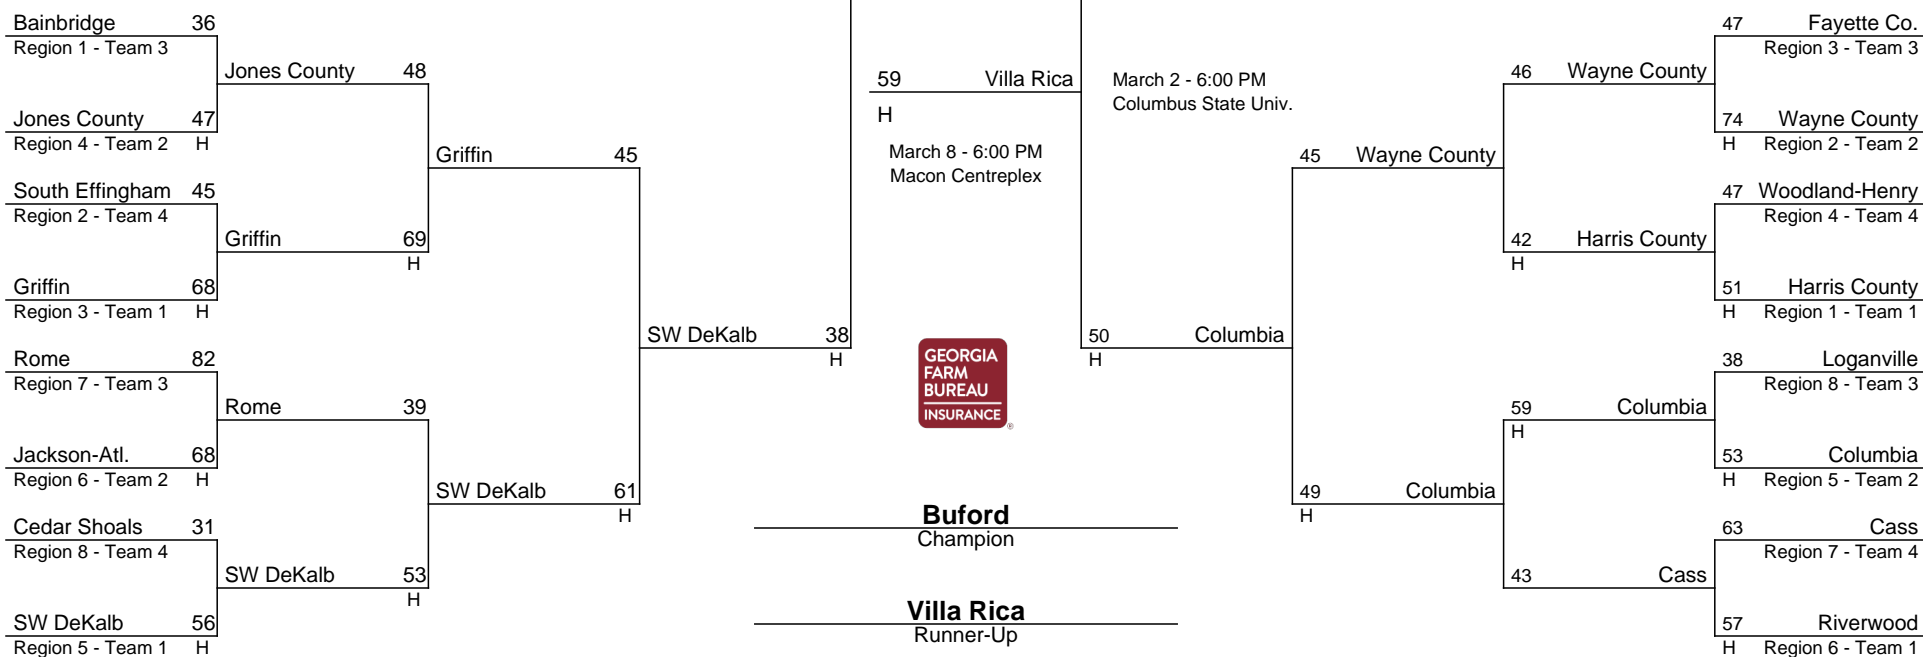 Bainbridge 36
Region 1 - Team 3
Jones County 48
Jones County 47
Region 4 - Team 2 H
Griffin 45
South Effingham 45
Region 2 - Team 4
Griffin 69
H
Griffin 68
Region 3 - Team 1 H
SW DeKalb 38
H
Rome 82
Region 7 - Team 3
Rome 39
Jackson-Atl. 68
Region 6 - Team 2 H
SW DeKalb 61
H
Cedar Shoals 31
Region 8 - Team 4
SW DeKalb 53
H
SW DeKalb 56
Region 5 - Team 1 H
59 Villa Rica
H
March 8 - 6:00 PM
Macon Centreplex
March 2 - 6:00 PM
Columbus State Univ.
GEORGIA
FARM
BUREAU
INSURANCE
®
Buford
Champion
Villa Rica
Runner-Up
47 Fayette Co.
Region 3 - Team 3
46 Wayne County
74 Wayne County
H Region 2 - Team 2
45 Wayne County
47 Woodland-Henry
Region 4 - Team 4
42 Harris County
H
51 Harris County
H Region 1 - Team 1
50 Columbia
H
38 Loganville
Region 8 - Team 3
59 Columbia
H
53 Columbia
H Region 5 - Team 2
49 Columbia
H
63 Cass
Region 7 - Team 4
43 Cass
57 Riverwood
H Region 6 - Team 1